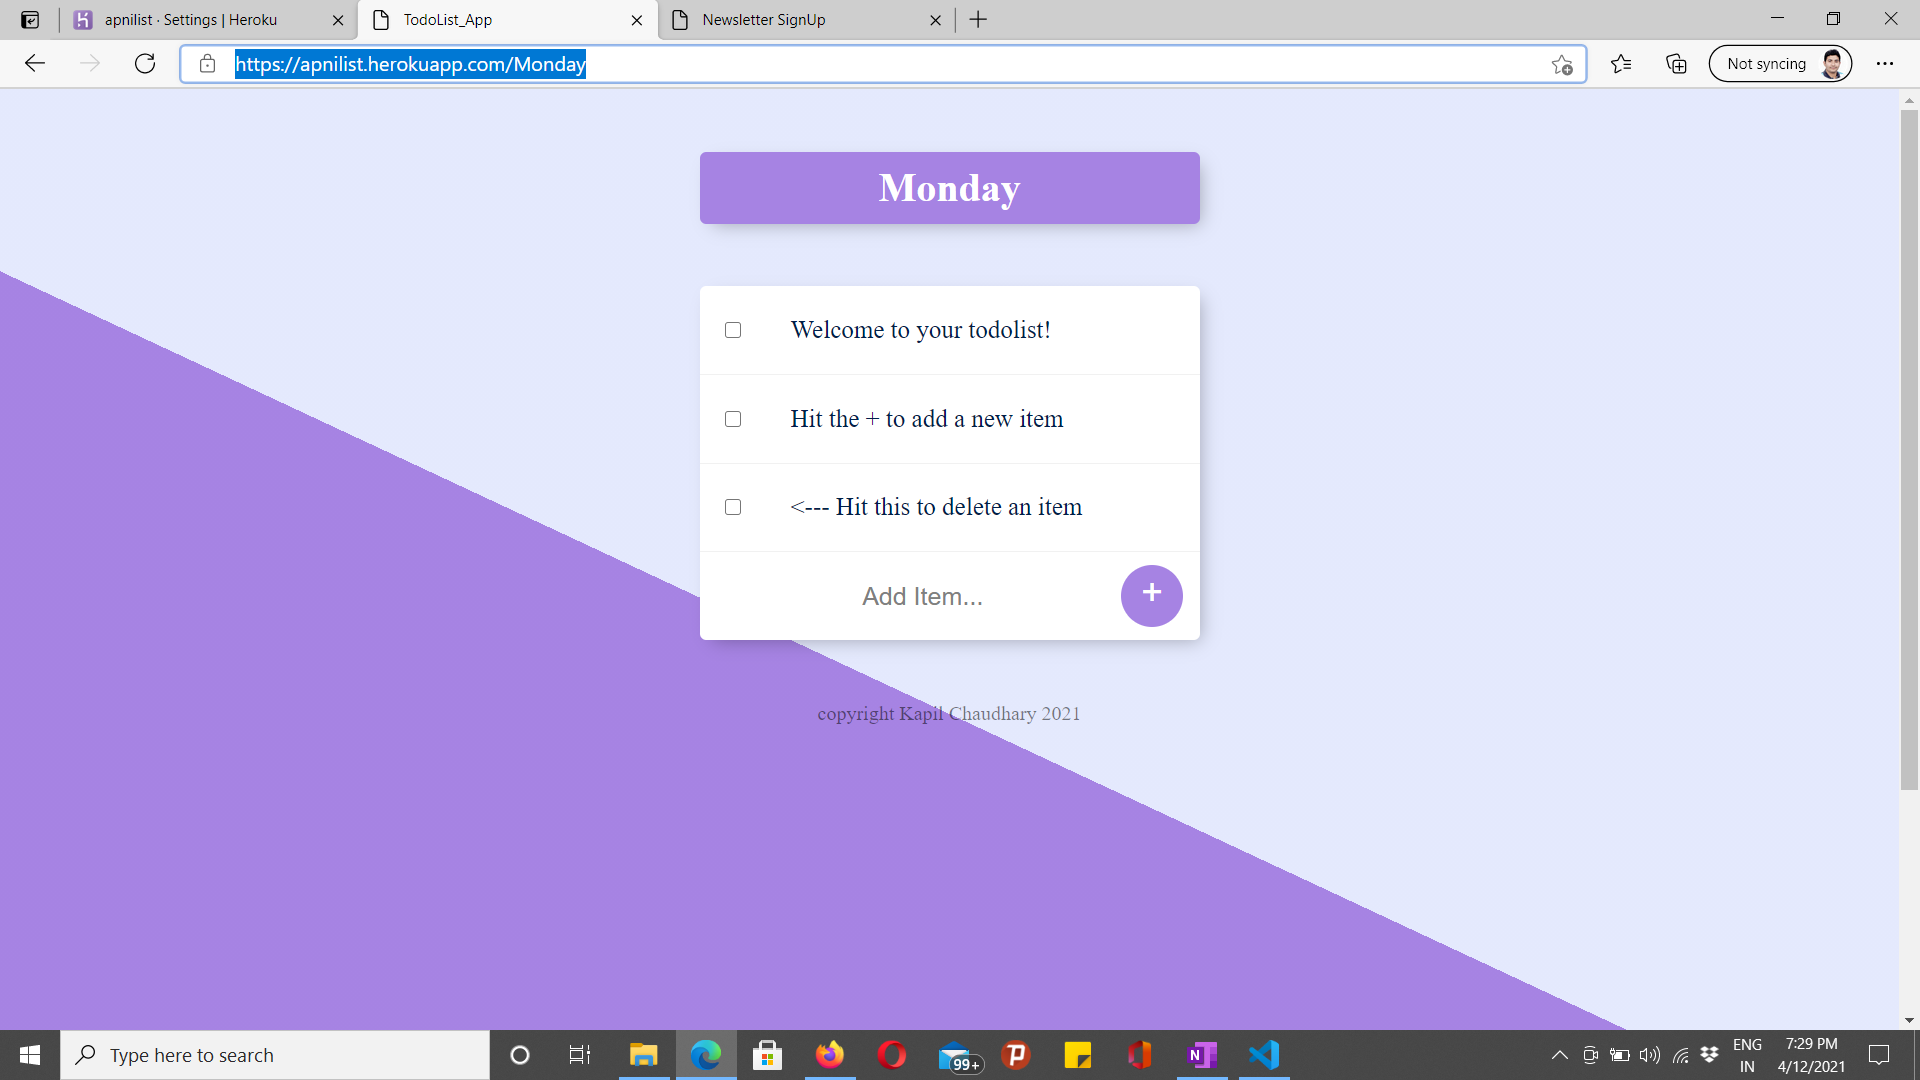 apnilist · Settings | Heroku
TodoList_App
Newsletter SignUp
https://apnilist.herokuapp.com/Monday
Not syncing
Monday
Welcome to your todolist!
Hit the + to add a new item
<--- Hit this to delete an item
Add Item...
+
copyright Kapil Chaudhary 2021
Type here to search
99+
N
ENG
IN
7:29 PM
4/12/2021